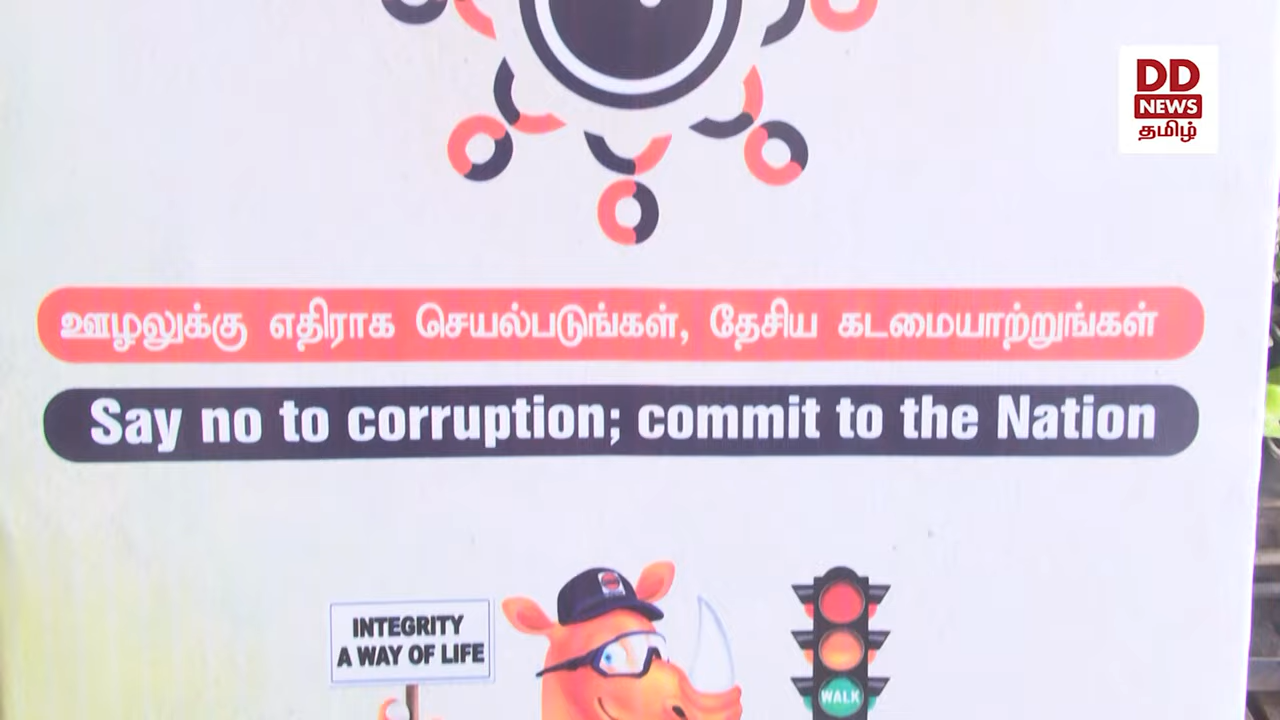 DD
NEWS
தமிழ்
ஊழலுக்கு எதிராக செயல்படுங்கள், தேசிய கடமையாற்றுங்கள்
Say no to corruption; commit to the Nation
INTEGRITY
A WAY OF LIFE
WALK